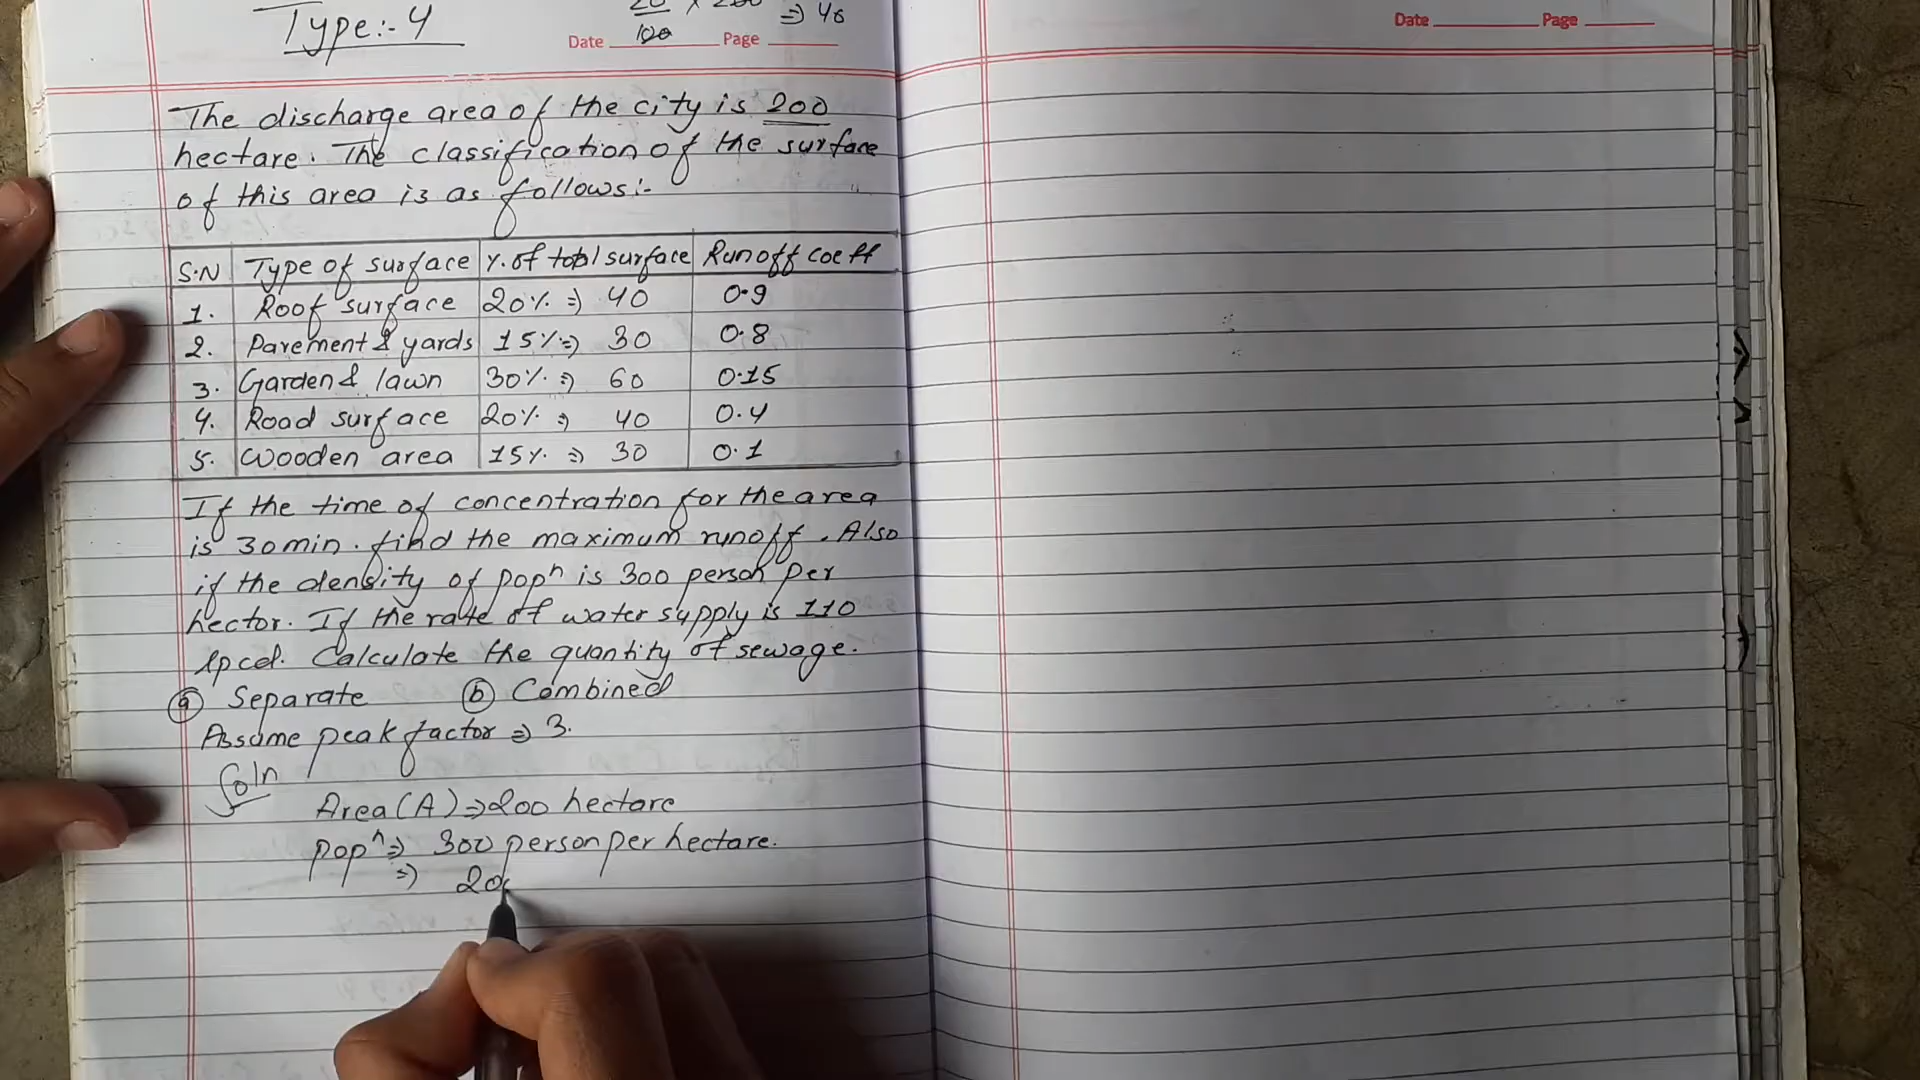 Type:- 4
20/100 × 200 ⇒ 40
Date Page
Date Page
The discharge area of the city is 200
hectare. The classification of the surface
of this area is as follows:-
S.N Type of surface %.of total surface Runoff coeff
1. Roof surface 20% ⇒ 40 0.9
2. Pavement & yards 15% ⇒ 30 0.8
3. Garden & lawn 30% ⇒ 60 0.15
4. Road surface 20% ⇒ 40 0.4
5. Wooden area 15% ⇒ 30 0.1
If the time of concentration for the area
is 30min. find the maximum runoff. Also
if the density of popⁿ is 300 person per
hector. If the rate of water supply is 110
lpcd. Calculate the quantity of sewage.
ⓐ Separate ⓑ Combined
Assume peak factor ⇒ 3.
Soln
Area (A) ⇒ 200 hectare
popⁿ ⇒ 300 person per hectare.
⇒ 20